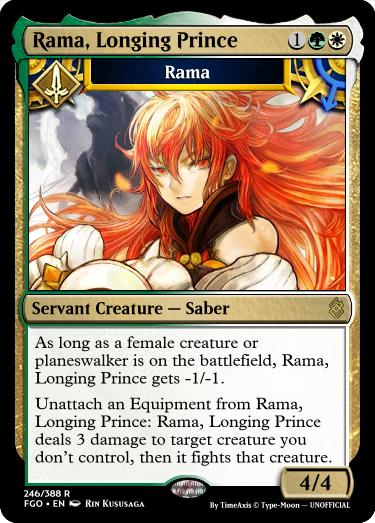 Rama, Longing Prince 1
Rama
Servant Creature — Saber
As long as a female creature or
planeswalker is on the battlefield, Rama,
Longing Prince gets -1/-1.
Unattach an Equipment from Rama,
Longing Prince: Rama, Longing Prince
deals 3 damage to target creature you
don't control, then it fights that creature.
4/4
246/388 R
FGO • EN Rin Kususaga
By TimeAxis © Type-Moon — UNOFFICIAL